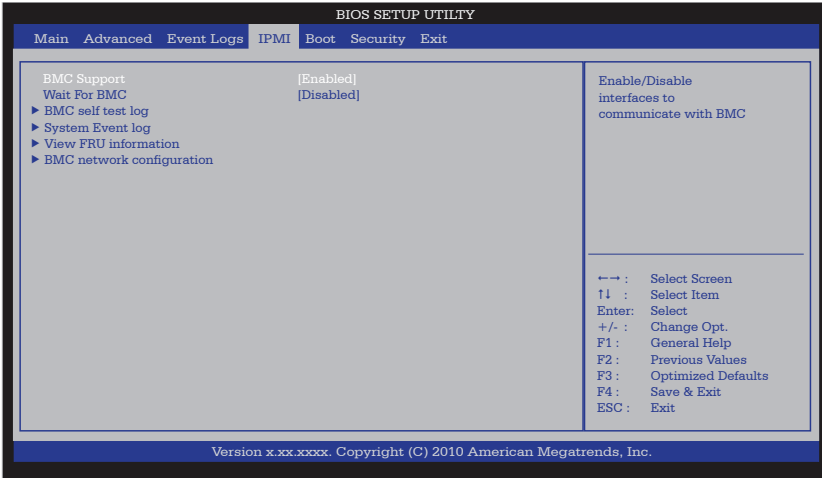 BIOS SETUP UTILTY
Main Advanced Event Logs IPMI Boot Security Exit
BMC Support [Enabled]
Wait For BMC [Disabled]
▶ BMC self test log
▶ System Event log
▶ View FRU information
▶ BMC network configuration
Enable/Disable
interfaces to
communicate with BMC
←→ : Select Screen
↑↓ : Select Item
Enter: Select
+/- : Change Opt.
F1 : General Help
F2 : Previous Values
F3 : Optimized Defaults
F4 : Save & Exit
ESC : Exit
Version x.xx.xxxx. Copyright (C) 2010 American Megatrends, Inc.